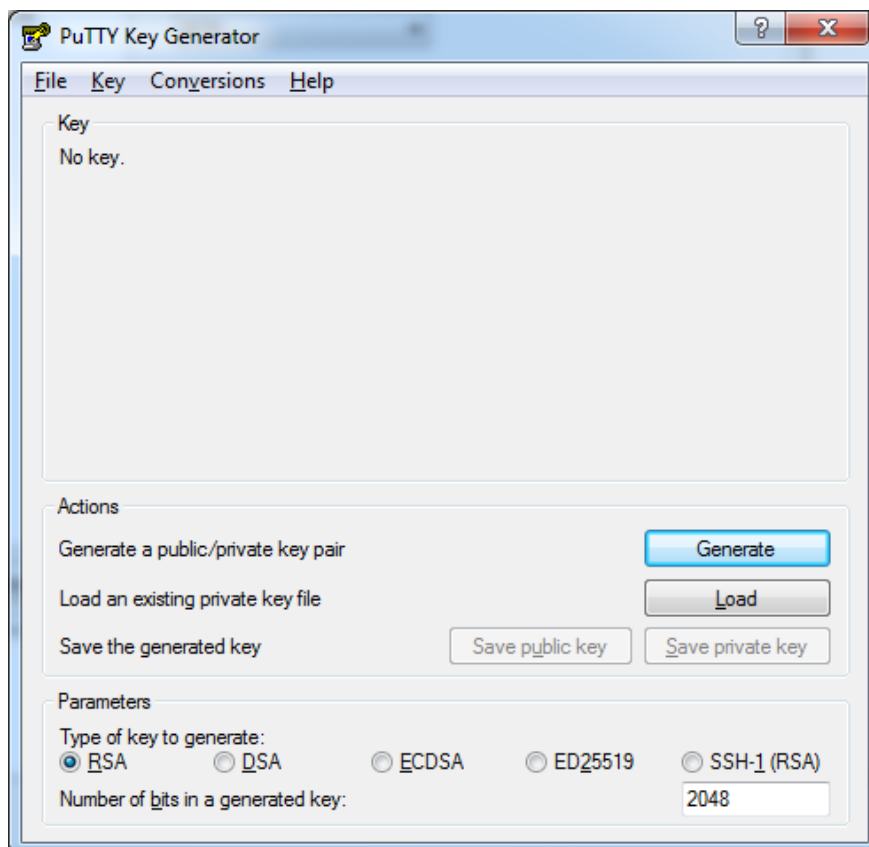 PuTTY Key Generator
File Key Conversions Help
Key
No key.
Actions
Generate a public/private key pair Generate
Load an existing private key file Load
Save the generated key Save public key Save private key
Parameters
Type of key to generate:
RSA DSA ECDSA ED25519 SSH-1 (RSA)
Number of bits in a generated key: 2048